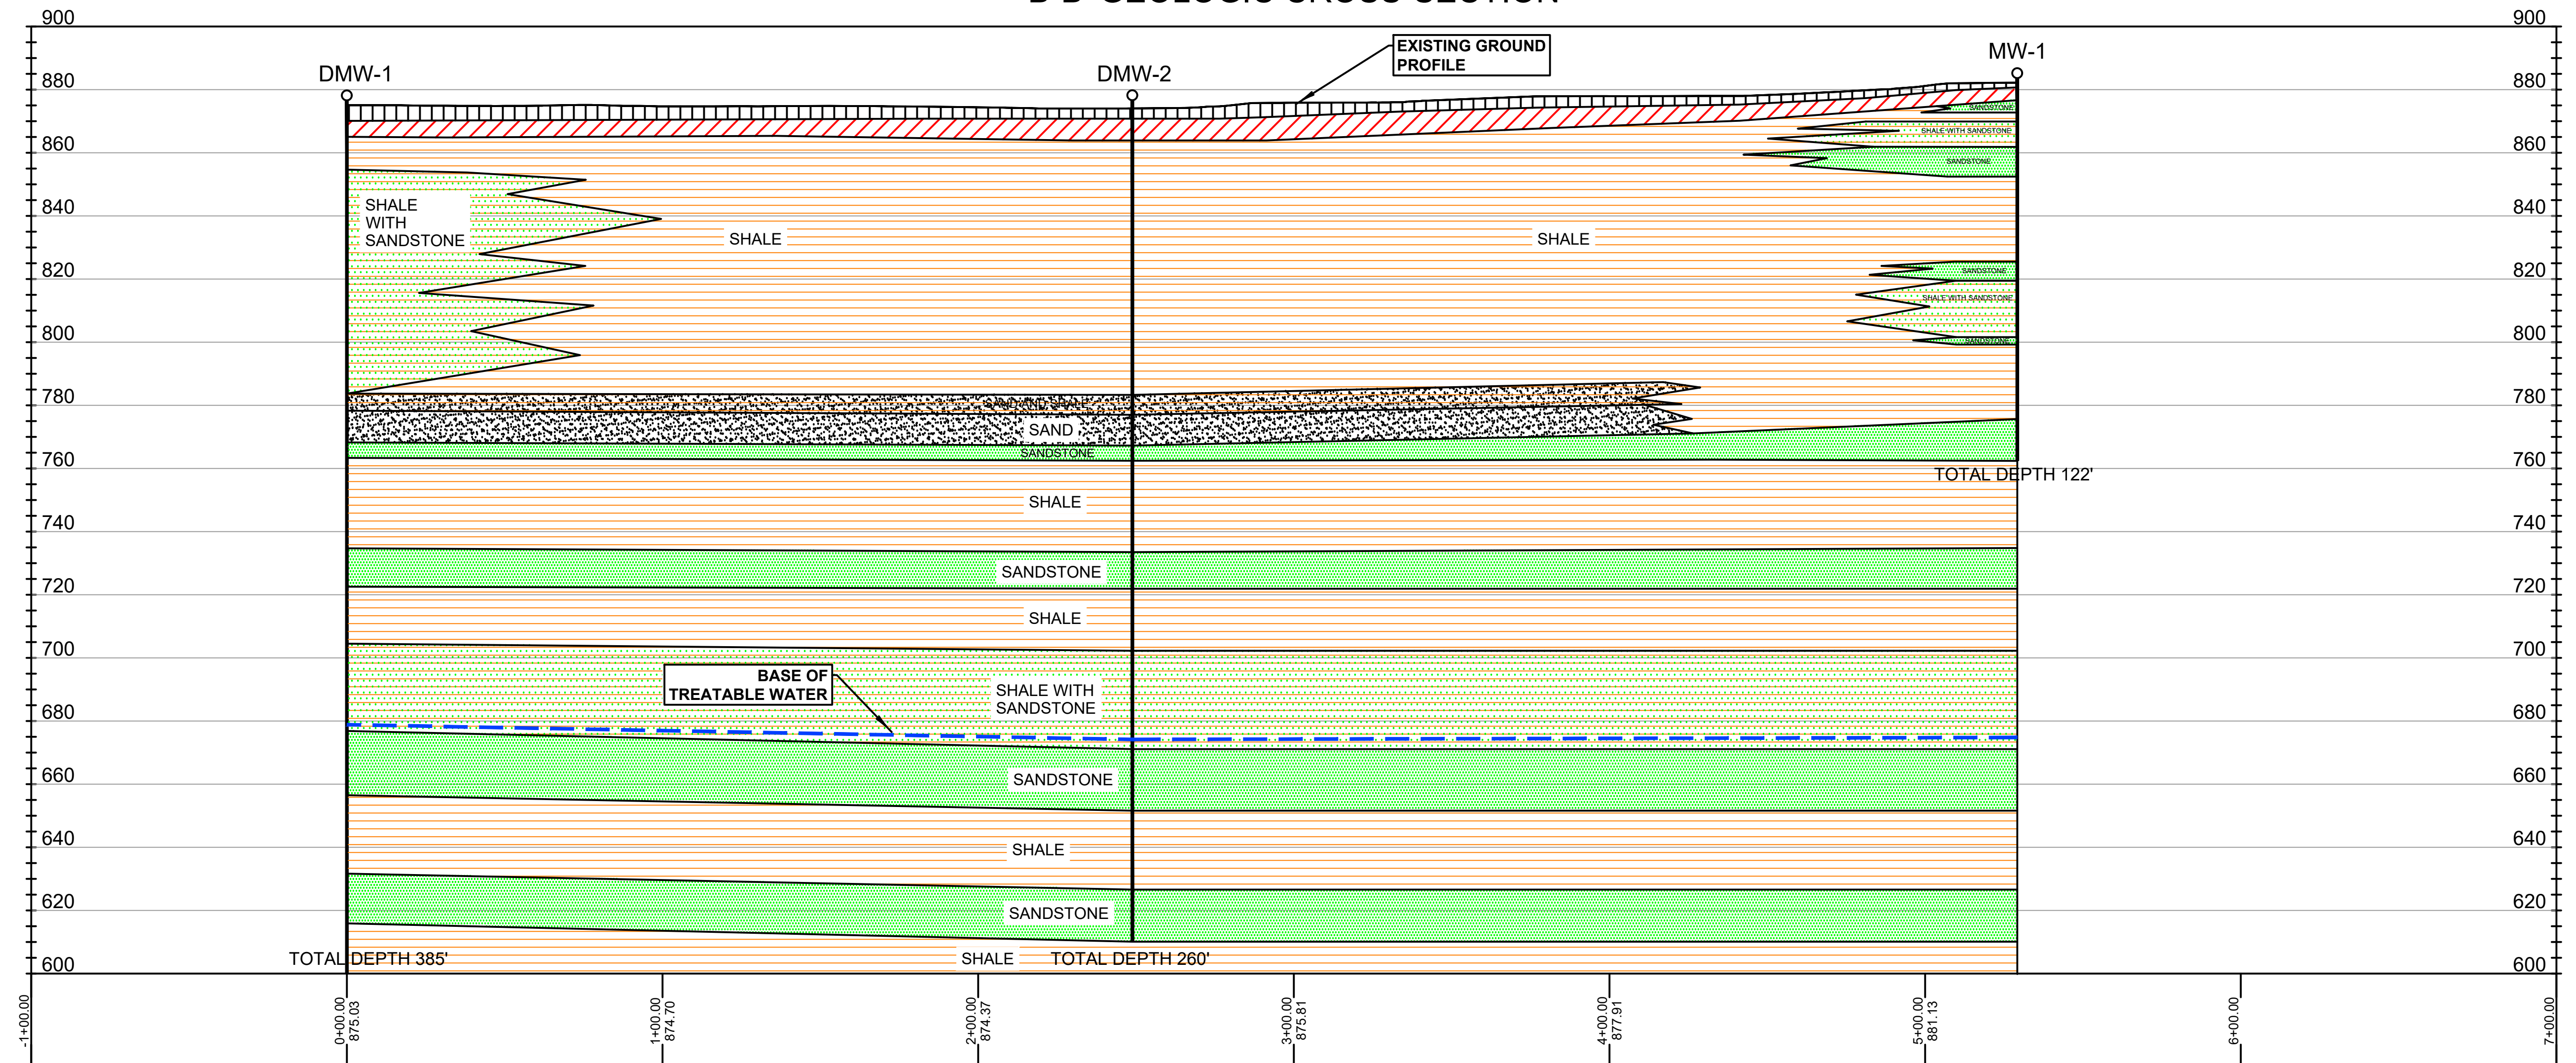 900
900
DMW-1
DMW-2
MW-1
EXISTING GROUND
PROFILE
880
880
SANDSTONE
SHALE WITH SANDSTONE
860
860
SANDSTONE
SHALE
WITH
SANDSTONE
840
840
SHALE
SHALE
820
820
SANDSTONE
SHALE WITH SANDSTONE
800
800
SANDSTONE
780
780
SAND AND SHALE
SAND
SANDSTONE
760
760
TOTAL DEPTH 122'
SHALE
740
740
SANDSTONE
720
720
SHALE
700
700
BASE OF
TREATABLE WATER
SHALE WITH
SANDSTONE
680
680
660
660
SANDSTONE
640
640
SHALE
620
620
SANDSTONE
TOTAL DEPTH 385'
SHALE
TOTAL DEPTH 260'
600
600
-1+00.00
0+00.00
875.03
1+00.00
874.70
2+00.00
874.37
3+00.00
875.81
4+00.00
877.91
5+00.00
881.13
6+00.00
7+00.00